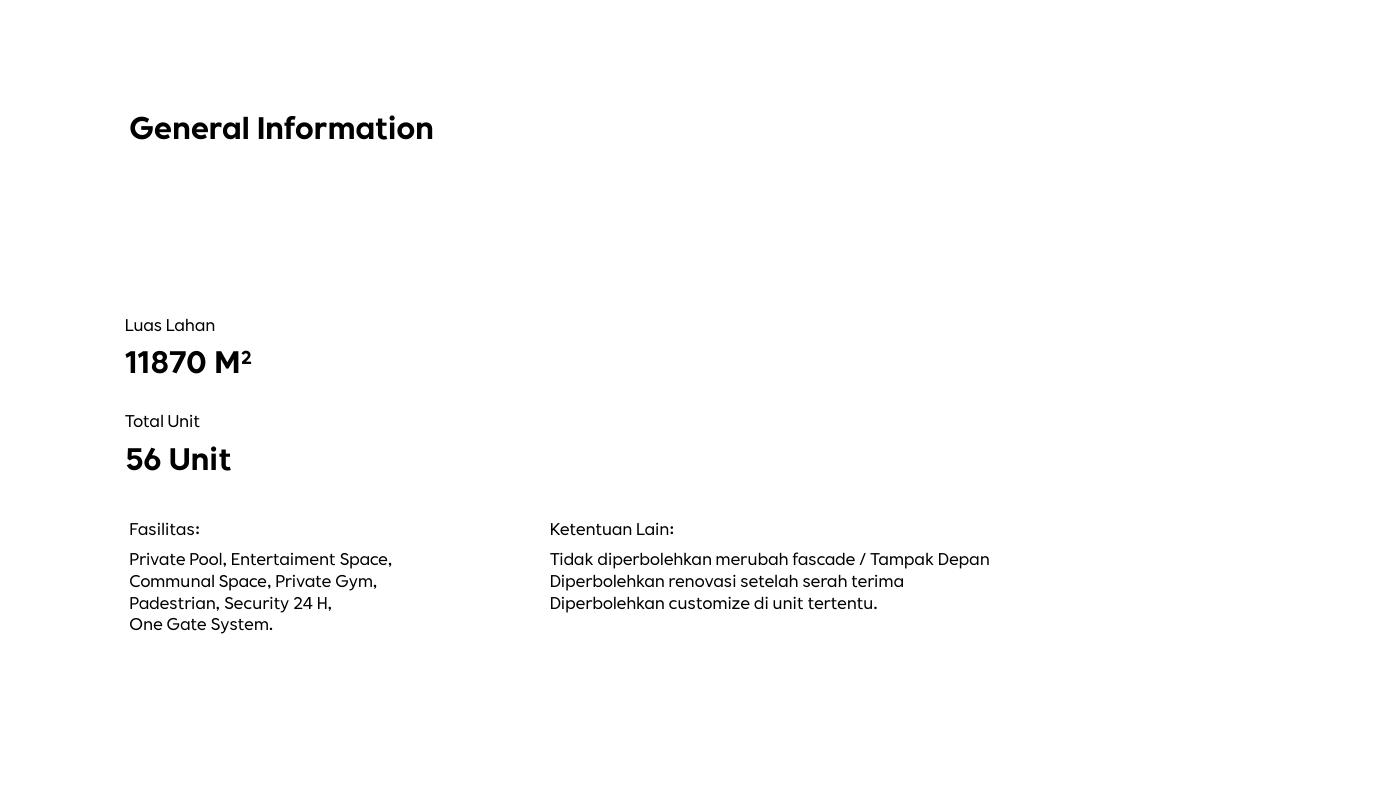 General Information
Luas Lahan
11870 M²
Total Unit
56 Unit
Fasilitas:
Private Pool, Entertaiment Space,
Communal Space, Private Gym,
Padestrian, Security 24 H,
One Gate System.
Ketentuan Lain:
Tidak diperbolehkan merubah fascade / Tampak Depan
Diperbolehkan renovasi setelah serah terima
Diperbolehkan customize di unit tertentu.